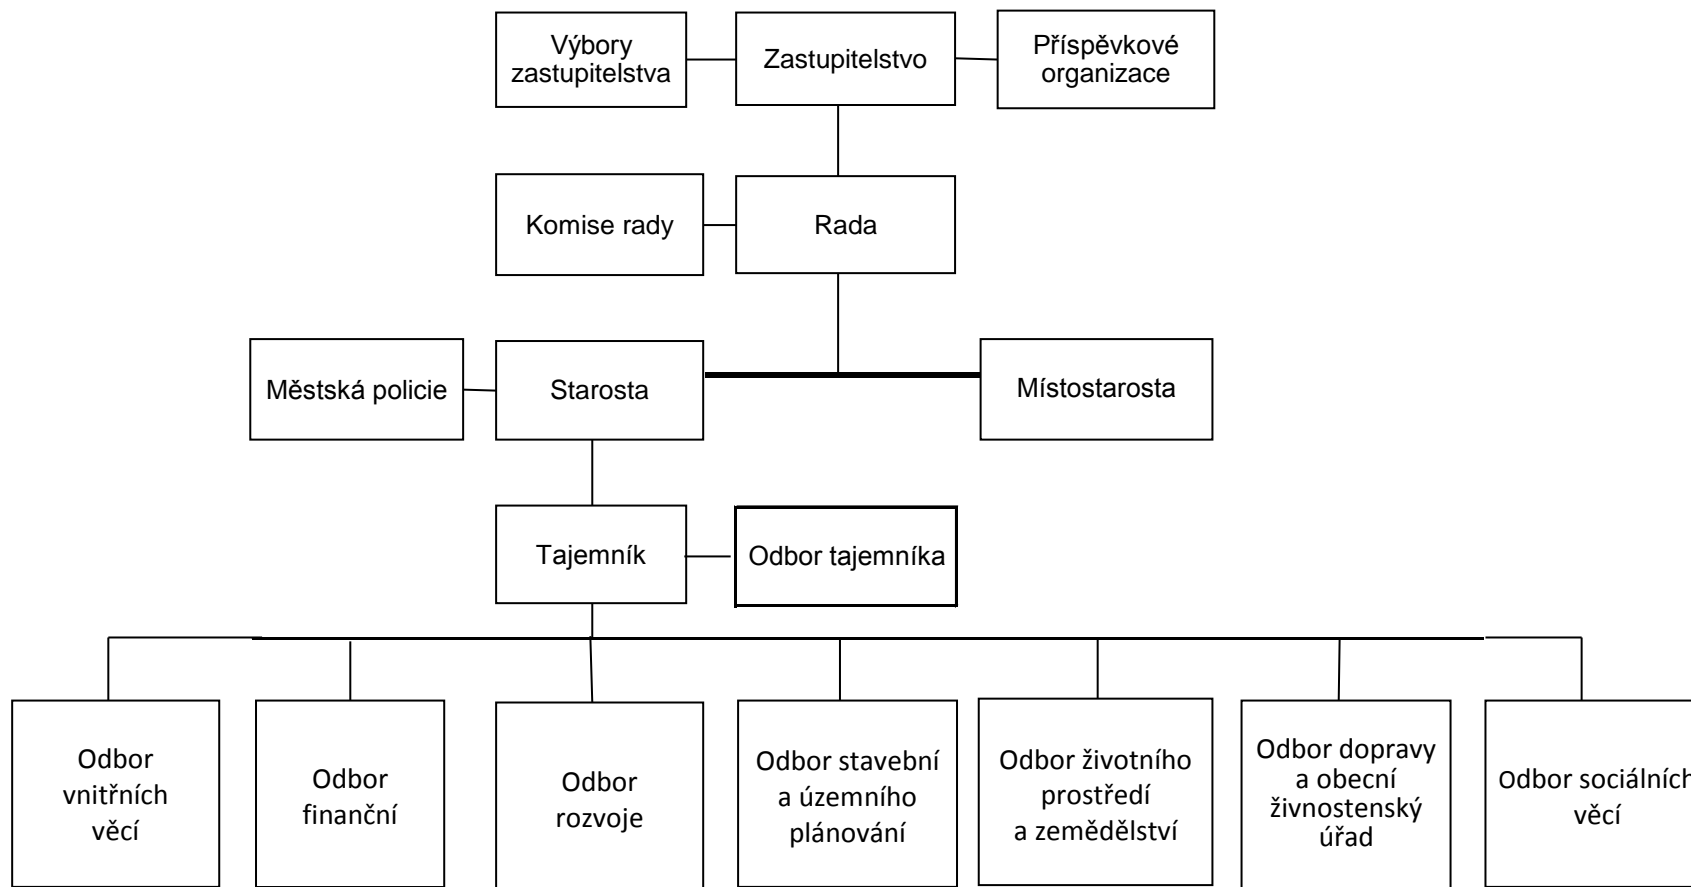 Výbory
zastupitelstva
Zastupitelstvo
Příspěvkové
organizace
Komise rady
Rada
Městská policie
Starosta
Místostarosta
Tajemník
Odbor tajemníka
Odbor
vnitřních
věcí
Odbor
finanční
Odbor
rozvoje
Odbor stavební
a územního
plánování
Odbor životního
prostředí
a zemědělství
Odbor dopravy
a obecní
živnostenský
úřad
Odbor sociálních
věcí